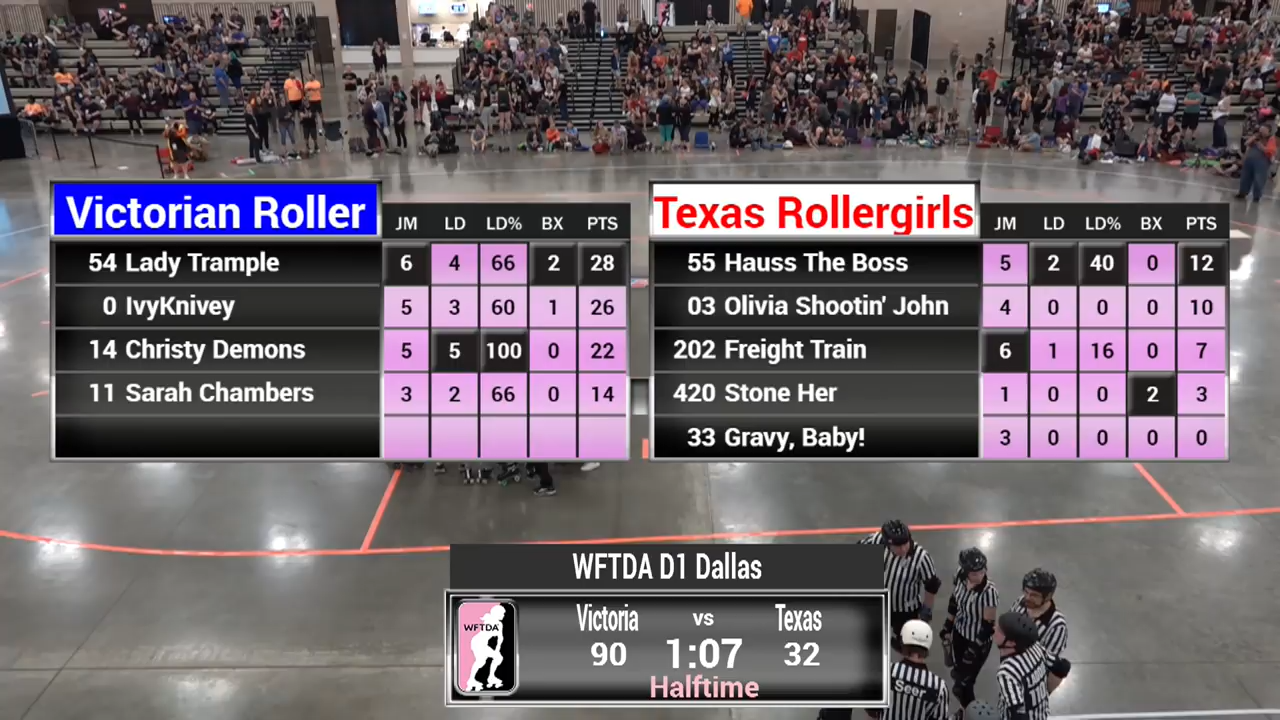 Victorian Roller JM LD LD% BX PTS
54 Lady Trample 6 4 66 2 28
0 IvyKnivey 5 3 60 1 26
14 Christy Demons 5 5 100 0 22
11 Sarah Chambers 3 2 66 0 14
Texas Rollergirls JM LD LD% BX PTS
55 Hauss The Boss 5 2 40 0 12
03 Olivia Shootin' John 4 0 0 0 10
202 Freight Train 6 1 16 0 7
420 Stone Her 1 0 0 2 3
33 Gravy, Baby! 3 0 0 0 0
WFTDA D1 Dallas
WFTDA
Victoria vs Texas
90 1:07 32
Halftime
Seer